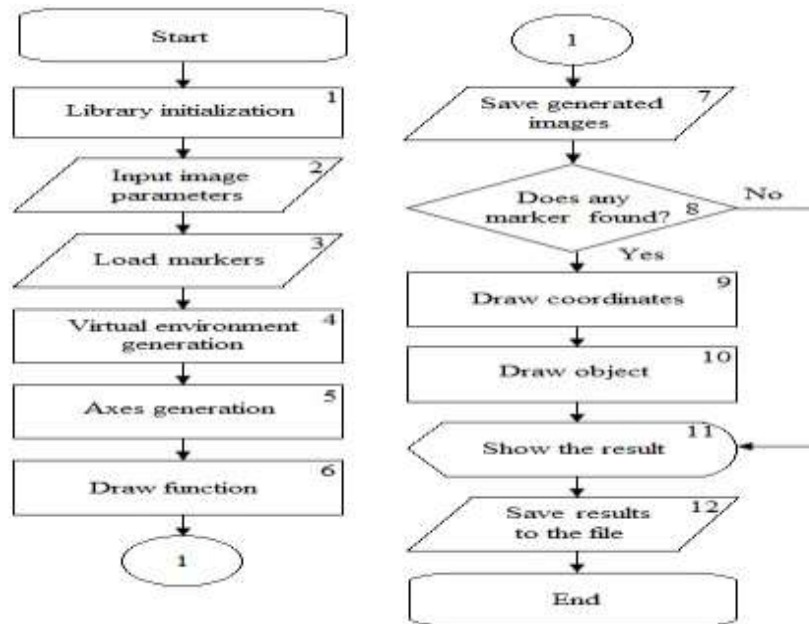 Start
1
Library initialization
2
Input image
parameters
3
Load markers
4
Virtual environment
generation
5
Axes generation
6
Draw function
1
1
7
Save generated
images
8
Does any
marker found?
No
Yes
9
Draw coordinates
10
Draw object
11
Show the result
12
Save results
to the file
End